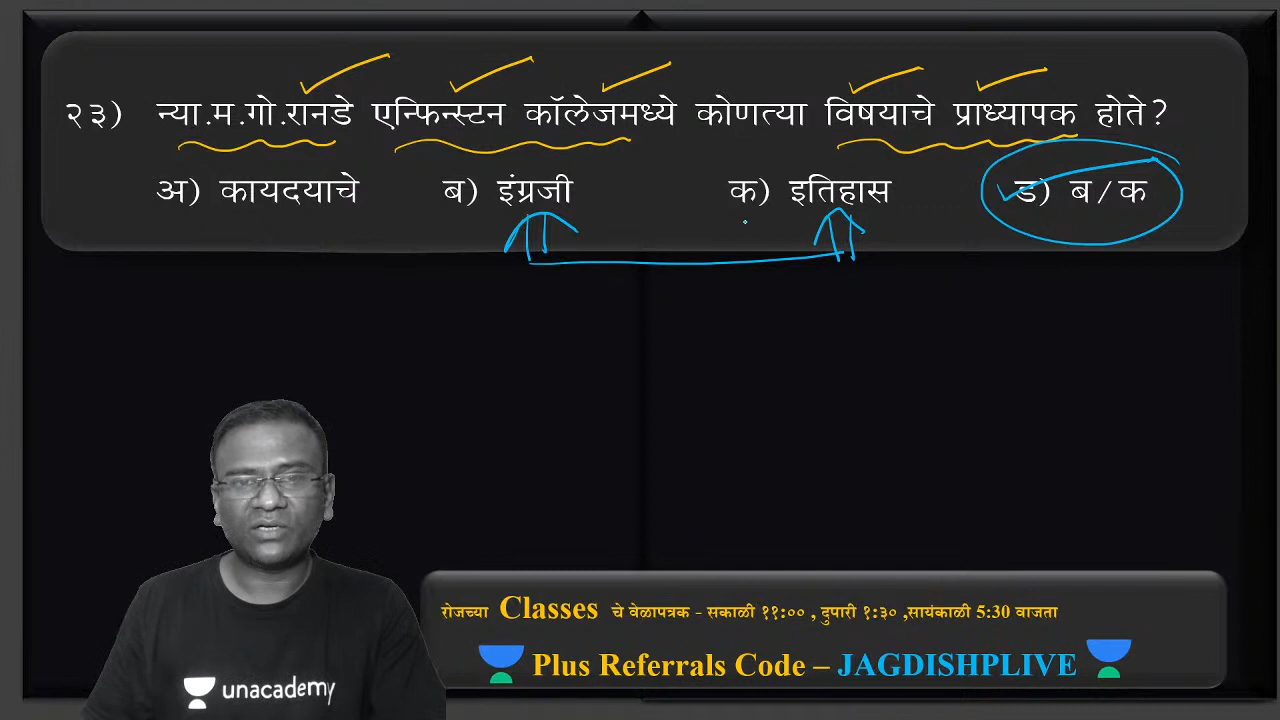 २३) न्या.म.गो.रानडे एन्फिन्स्टन कॉलेजमध्ये कोणत्या विषयाचे प्राध्यापक होते?
अ) कायदयाचे ब) इंग्रजी क) इतिहास ड) ब/क
रोजच्या Classes चे वेळापत्रक - सकाळी ११:०० , दुपारी १:३० ,सायंकाळी 5:30 वाजता
Plus Referrals Code – JAGDISHPLIVE
unacademy